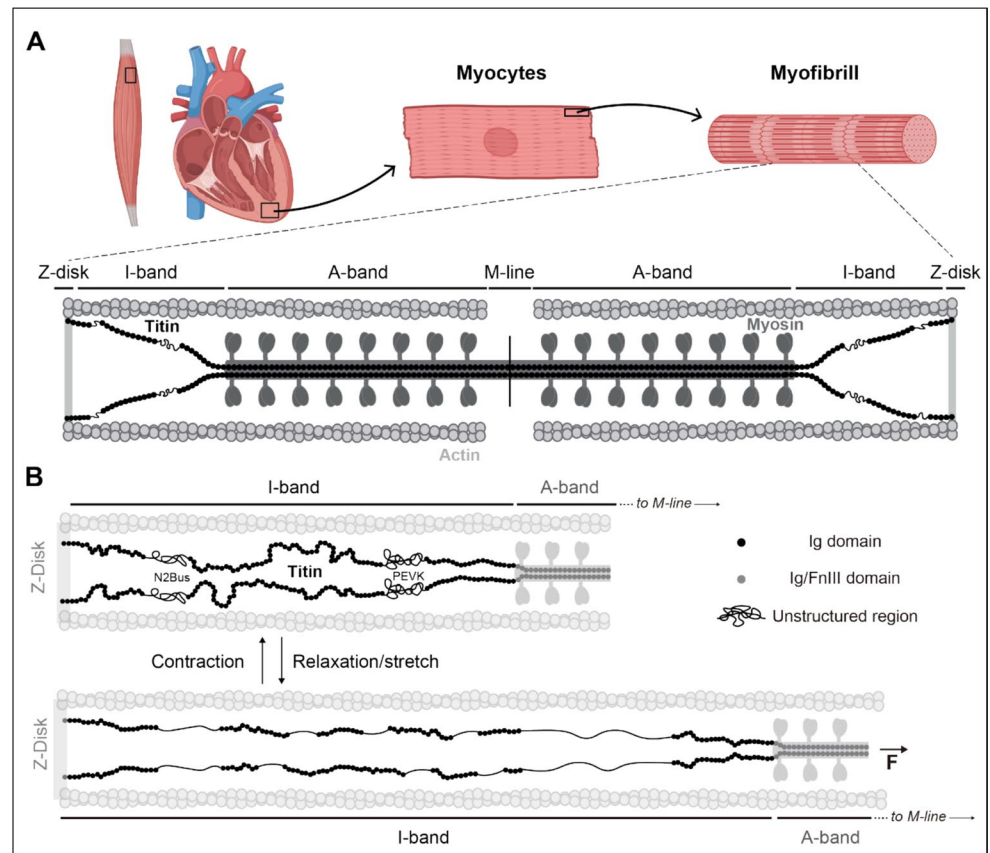 A
Myocytes
Myofibrill
Z-disk I-band A-band M-line A-band I-band Z-disk
Titin
Myosin
Actin
B
I-band A-band to M-line
Z-Disk
N2Bus
Titin
PEVK
Ig domain
Ig/FnIII domain
Unstructured region
Contraction Relaxation/stretch
Z-Disk
F
to M-line
I-band A-band